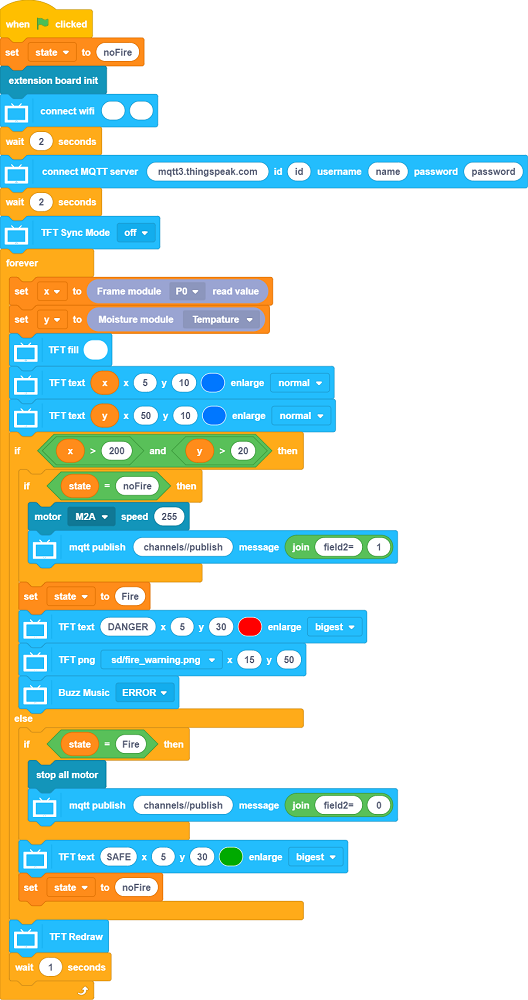 when clicked
set state to noFire
extension board init
connect wifi
wait 2 seconds
connect MQTT server mqtt3.thingspeak.com id id username name password password
wait 2 seconds
TFT Sync Mode off
forever
set x to Frame module P0 read value
set y to Moisture module Tempature
TFT fill
TFT text x x 5 y 10 enlarge normal
TFT text y x 50 y 10 enlarge normal
if x > 200 and y > 20 then
if state = noFire then
motor M2A speed 255
mqtt publish channels//publish message join field2= 1
set state to Fire
TFT text DANGER x 5 y 30 enlarge bigest
TFT png sd/fire_warning.png x 15 y 50
Buzz Music ERROR
else
if state = Fire then
stop all motor
mqtt publish channels//publish message join field2= 0
TFT text SAFE x 5 y 30 enlarge bigest
set state to noFire
TFT Redraw
wait 1 seconds